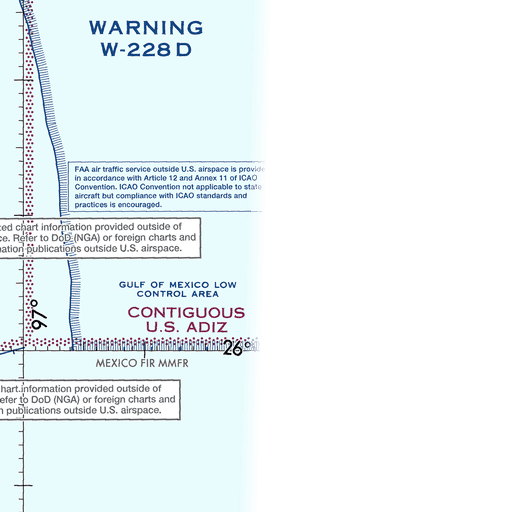 WARNING
W-228D
FAA air traffic service outside U.S. airspace is
in accordance with Article 12 and Annex 11 of ICAO
Convention. ICAO Convention not applicable to state
aircraft but compliance with ICAO standards and
practices is encouraged.
chart information provided outside of
Refer to DoD (NGA) or foreign charts and
publications outside U.S. airspace.
GULF OF MEXICO LOW
CONTROL AREA
CONTIGUOUS
U.S. ADIZ
97°
26°
MEXICO FIR MMFR
information provided outside of
to DoD (NGA) or foreign charts and
publications outside U.S. airspace.